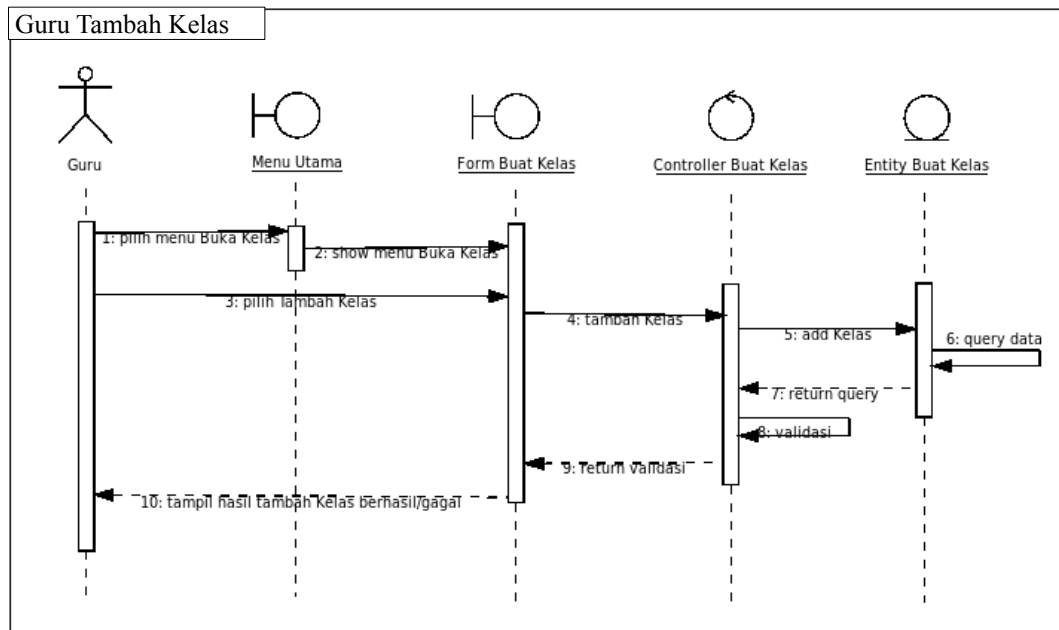 Guru Tambah Kelas
Guru
Menu Utama
Form Buat Kelas
Controller Buat Kelas
Entity Buat Kelas
1: pilih menu Buka Kelas
2: show menu Buka Kelas
3: pilih Tambah Kelas
4: tambah Kelas
5: add Kelas
6: query data
7: return query
8: validasi
9: return validasi
10: tampil hasil tambah Kelas berhasil/gagal